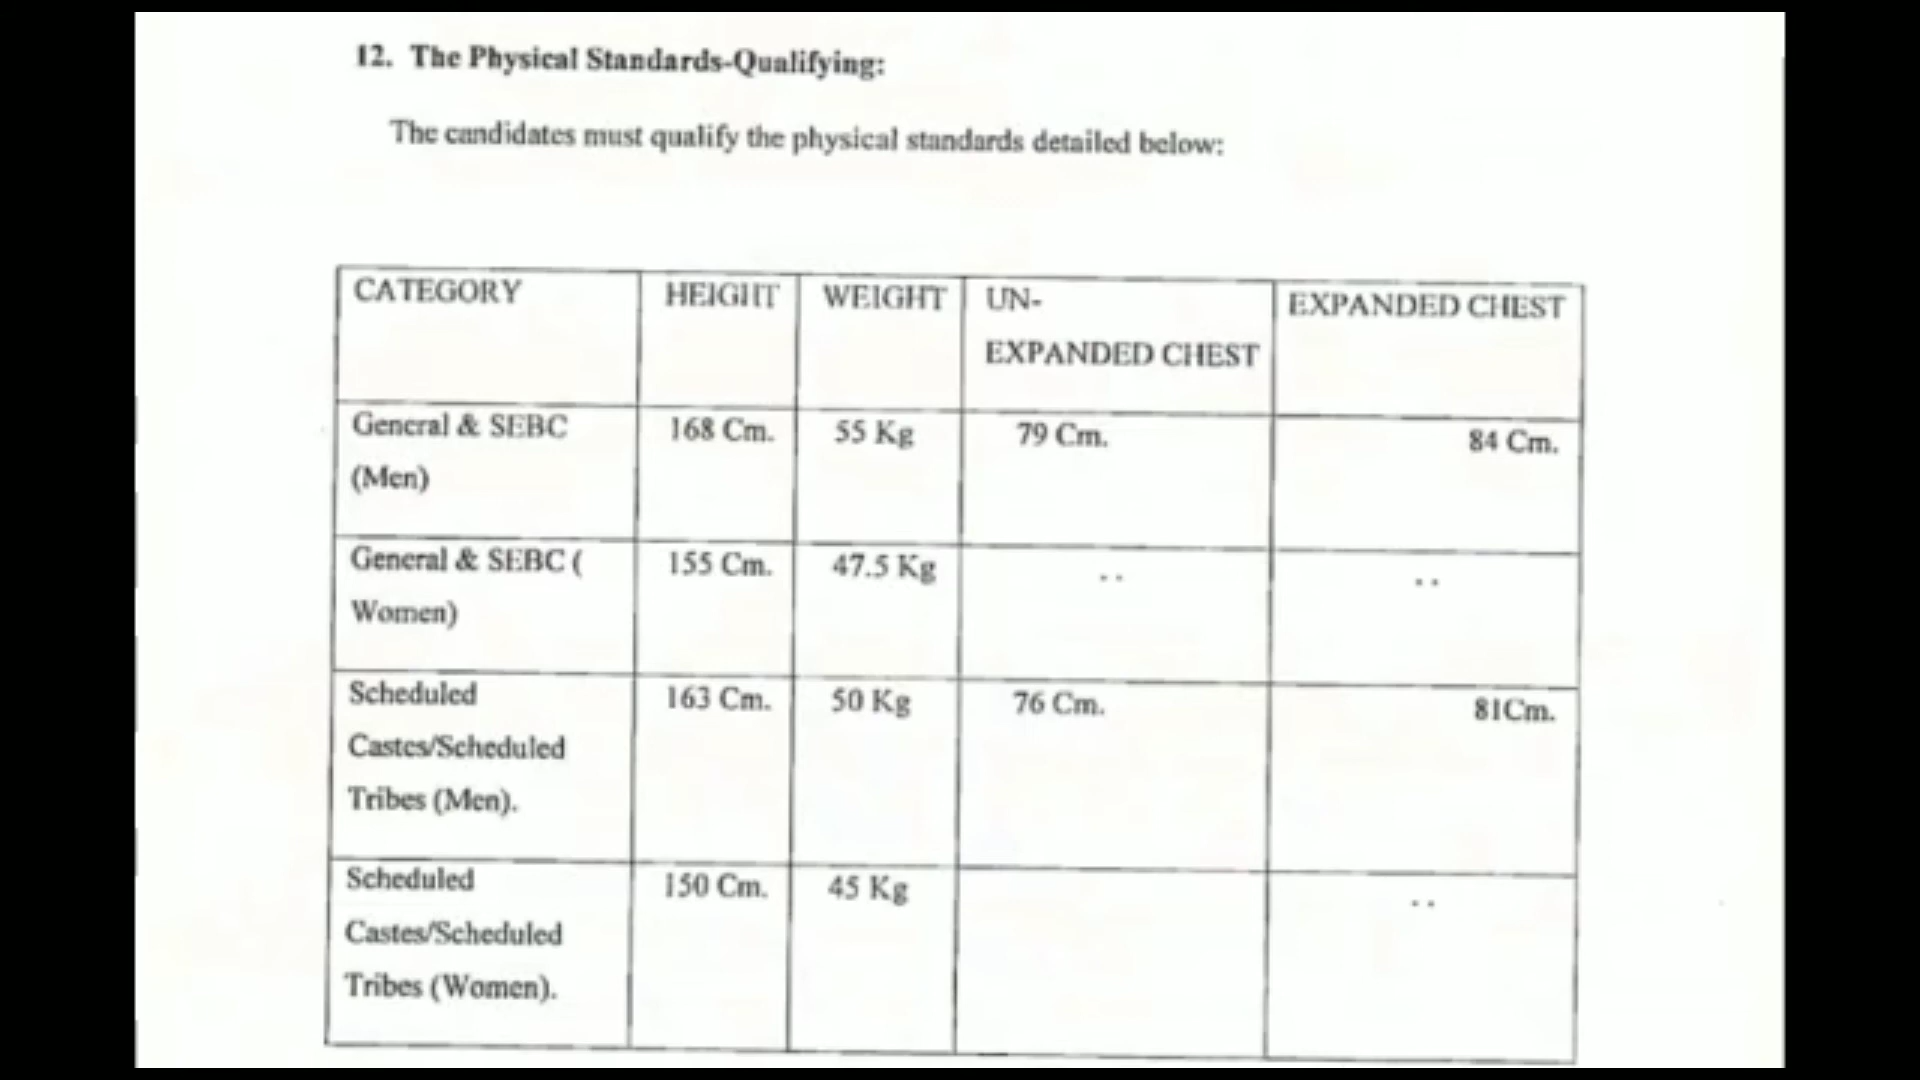 12. The Physical Standards-Qualifying:
The candidates must qualify the physical standards detailed below:
CATEGORY HEIGHT WEIGHT UN-
EXPANDED CHEST EXPANDED CHEST
General & SEBC 168 Cm. 55 Kg 79 Cm. 84 Cm.
(Men)
General & SEBC ( 155 Cm. 47.5 Kg .. ..
Women)
Scheduled 163 Cm. 50 Kg 76 Cm. 81Cm.
Castes/Scheduled
Tribes (Men).
Scheduled 150 Cm. 45 Kg ..
Castes/Scheduled
Tribes (Women).